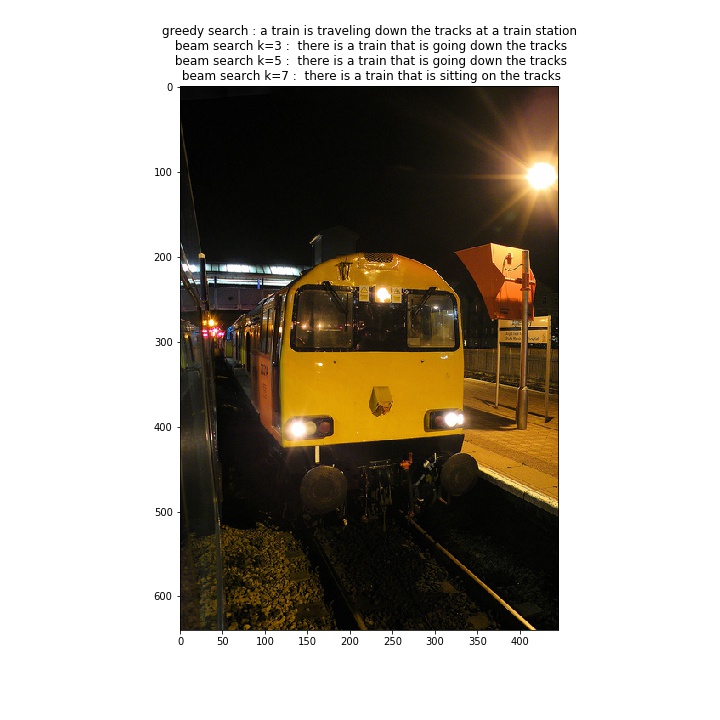 greedy search : a train is traveling down the tracks at a train station
beam search k=3 : there is a train that is going down the tracks
beam search k=5 : there is a train that is going down the tracks
beam search k=7 : there is a train that is sitting on the tracks
0
100
200
300
400
500
600
0 50 100 150 200 250 300 350 400